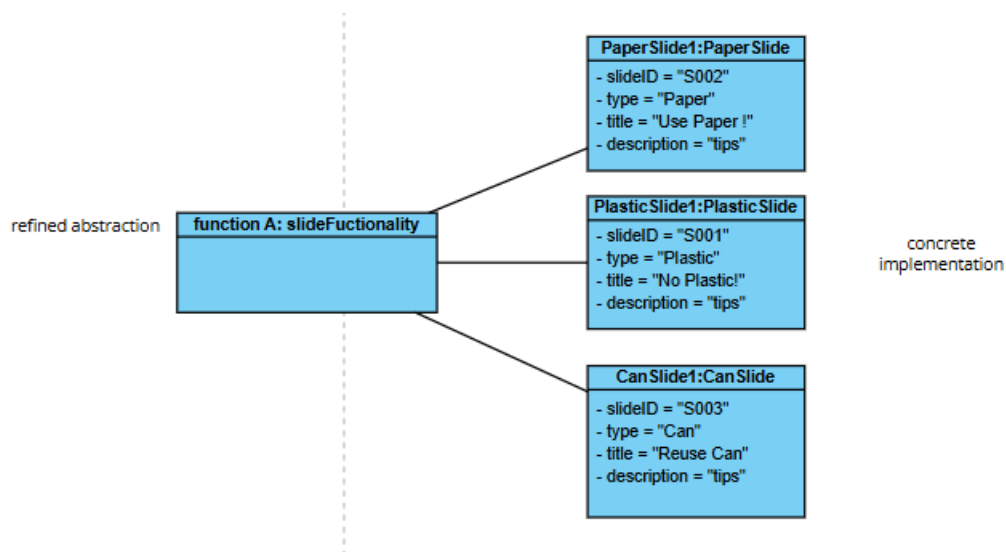 PaperSlide1:PaperSlide
- slideID = "S002"
- type = "Paper"
- title = "Use Paper !"
- description = "tips"
refined abstraction
function A: slideFuctionality
PlasticSlide1:PlasticSlide
- slideID = "S001"
- type = "Plastic"
- title = "No Plastic!"
- description = "tips"
concrete
implementation
CanSlide1:CanSlide
- slideID = "S003"
- type = "Can"
- title = "Reuse Can"
- description = "tips"